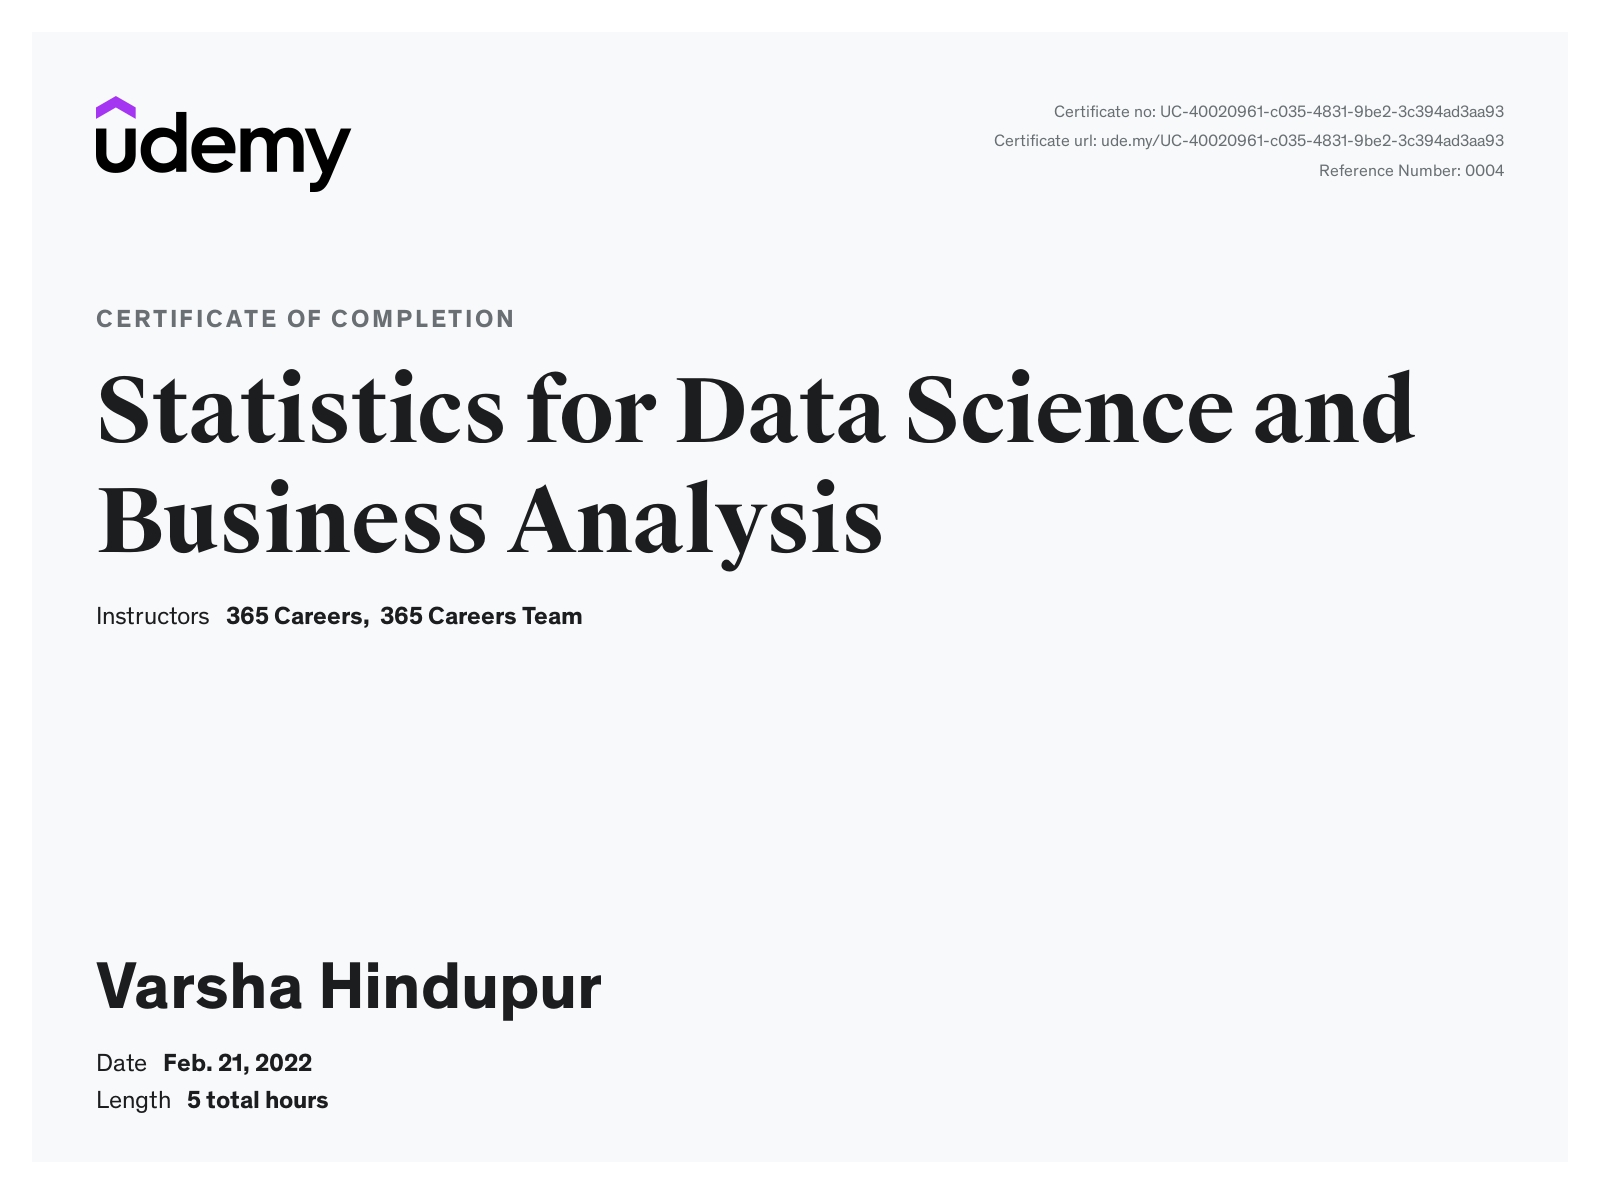 udemy
Certificate no: UC-40020961-c035-4831-9be2-3c394ad3aa93
Certificate url: ude.my/UC-40020961-c035-4831-9be2-3c394ad3aa93
Reference Number: 0004
CERTIFICATE OF COMPLETION
Statistics for Data Science and
Business Analysis
Instructors 365 Careers, 365 Careers Team
Varsha Hindupur
Date Feb. 21, 2022
Length 5 total hours